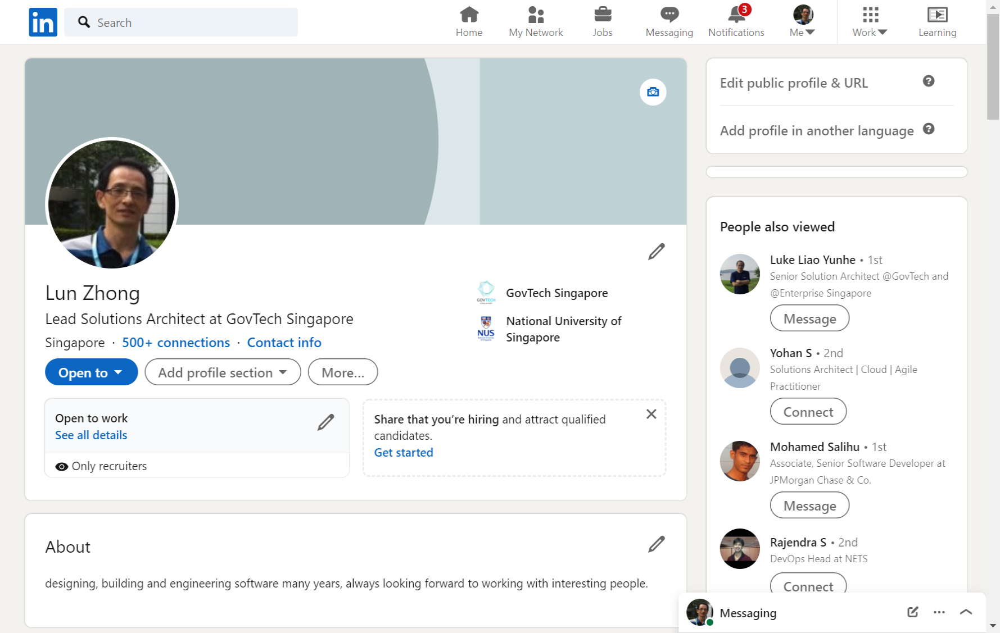 in
Search
Home
My Network
Jobs
Messaging
3
Notifications
Me
Work
Learning
Lun Zhong
Lead Solutions Architect at GovTech Singapore
Singapore · 500+ connections · Contact info
Open to
Add profile section
More...
GOVTECH
GovTech Singapore
NUS
National University of
Singapore
Open to work
See all details
Only recruiters
Share that you’re hiring and attract qualified
candidates.
Get started
About
designing, building and engineering software many years, always looking forward to working with interesting people.
Edit public profile & URL
Add profile in another language
People also viewed
Luke Liao Yunhe • 1st
Senior Solution Architect @GovTech and
@Enterprise Singapore
Message
Yohan S • 2nd
Solutions Architect | Cloud | Agile
Practitioner
Connect
Mohamed Salihu • 1st
Associate, Senior Software Developer at
JPMorgan Chase & Co.
Message
Rajendra S • 2nd
DevOps Head at NETS
Connect
Messaging